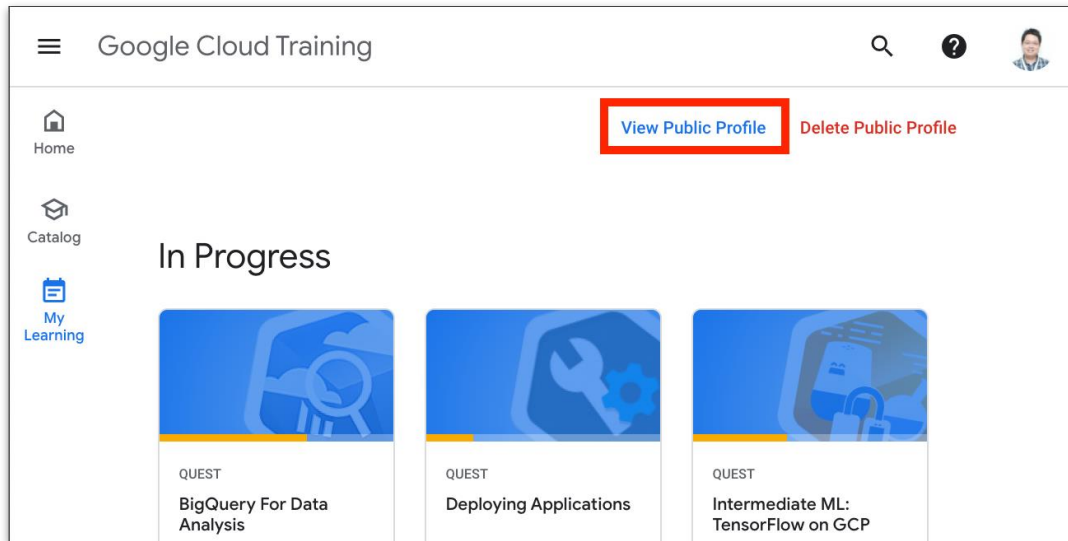 Google Cloud Training
?
View Public Profile
Delete Public Profile
Home
Catalog
My
Learning
In Progress
QUEST
BigQuery For Data
Analysis
QUEST
Deploying Applications
QUEST
Intermediate ML:
TensorFlow on GCP